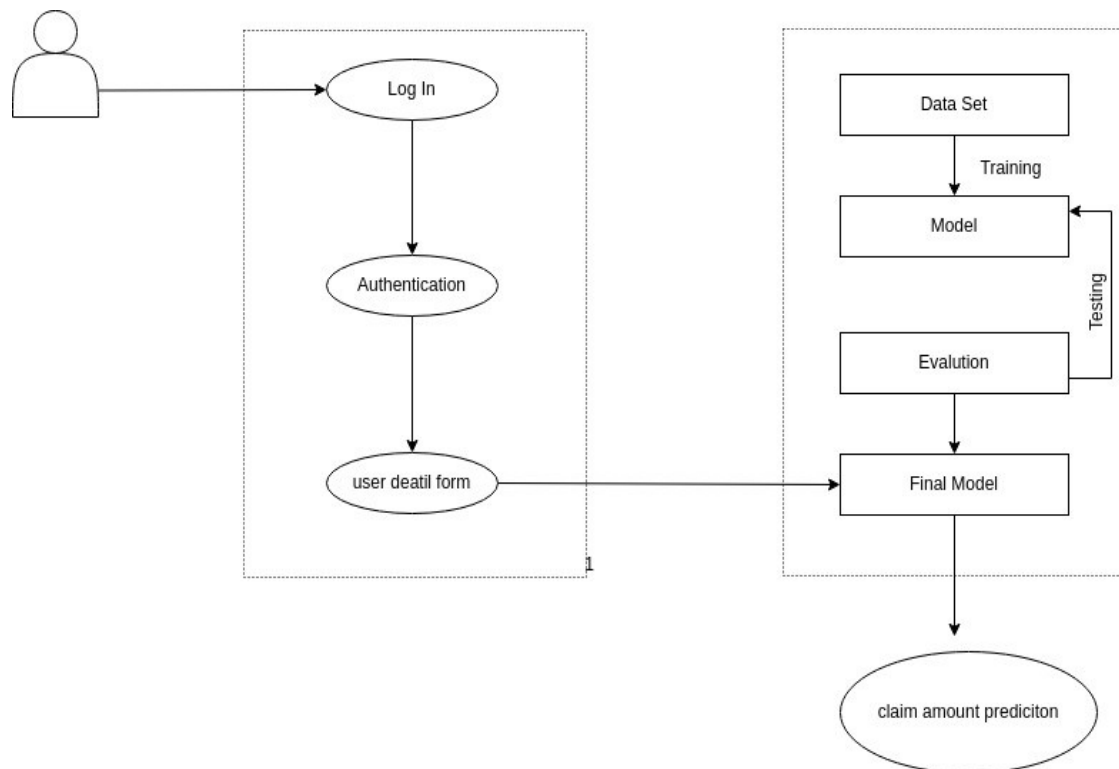 Log In
Authentication
user deatil form
1
Data Set
Training
Model
Testing
Evalution
Final Model
claim amount prediciton